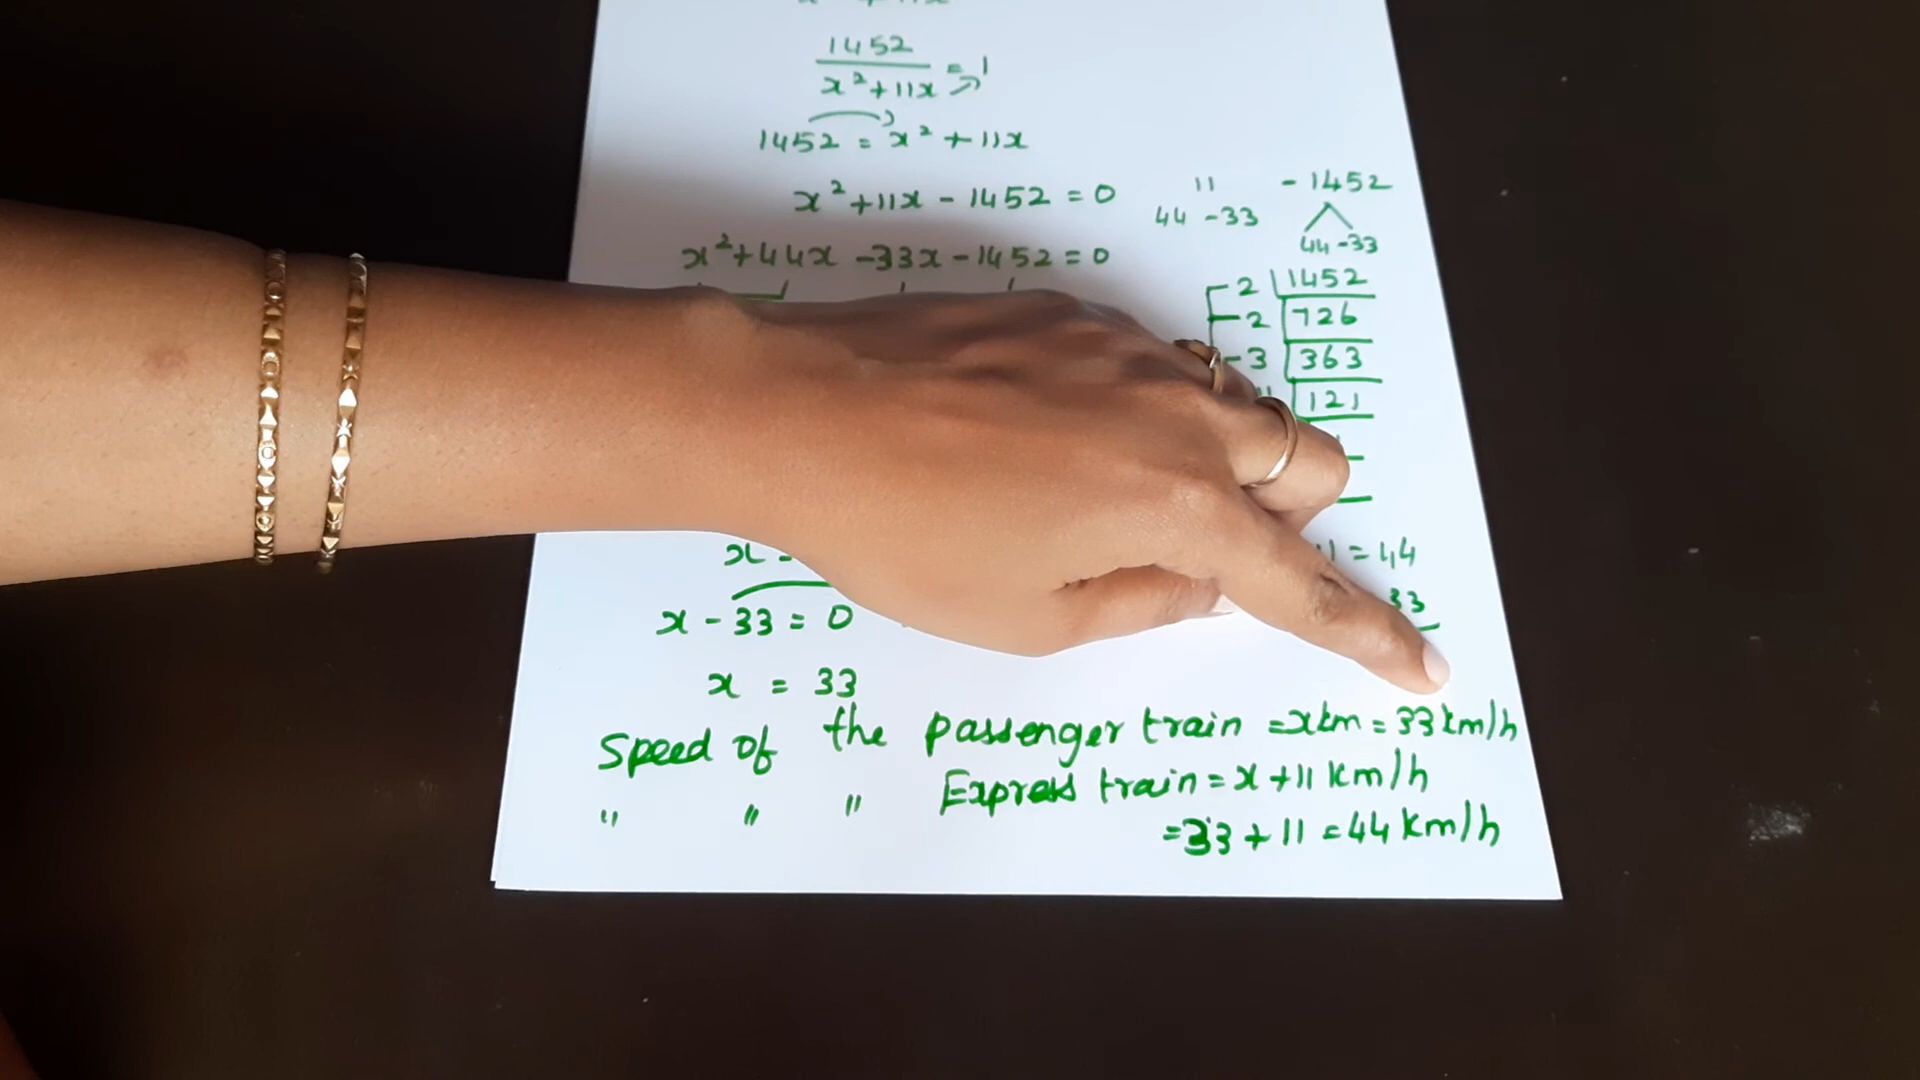 1452
x²+11x = 1
1452 = x² + 11x
x² + 11x - 1452 = 0
x² + 44x - 33x - 1452 = 0
11 - 1452
44 -33
44 -33
2 1452
2 726
3 363
11 121
= 44
33
x =
x - 33 = 0
x = 33
Speed of the passenger train = x km = 33 km/h
" " " Express train = x + 11 km/h
= 33 + 11 = 44 km/h